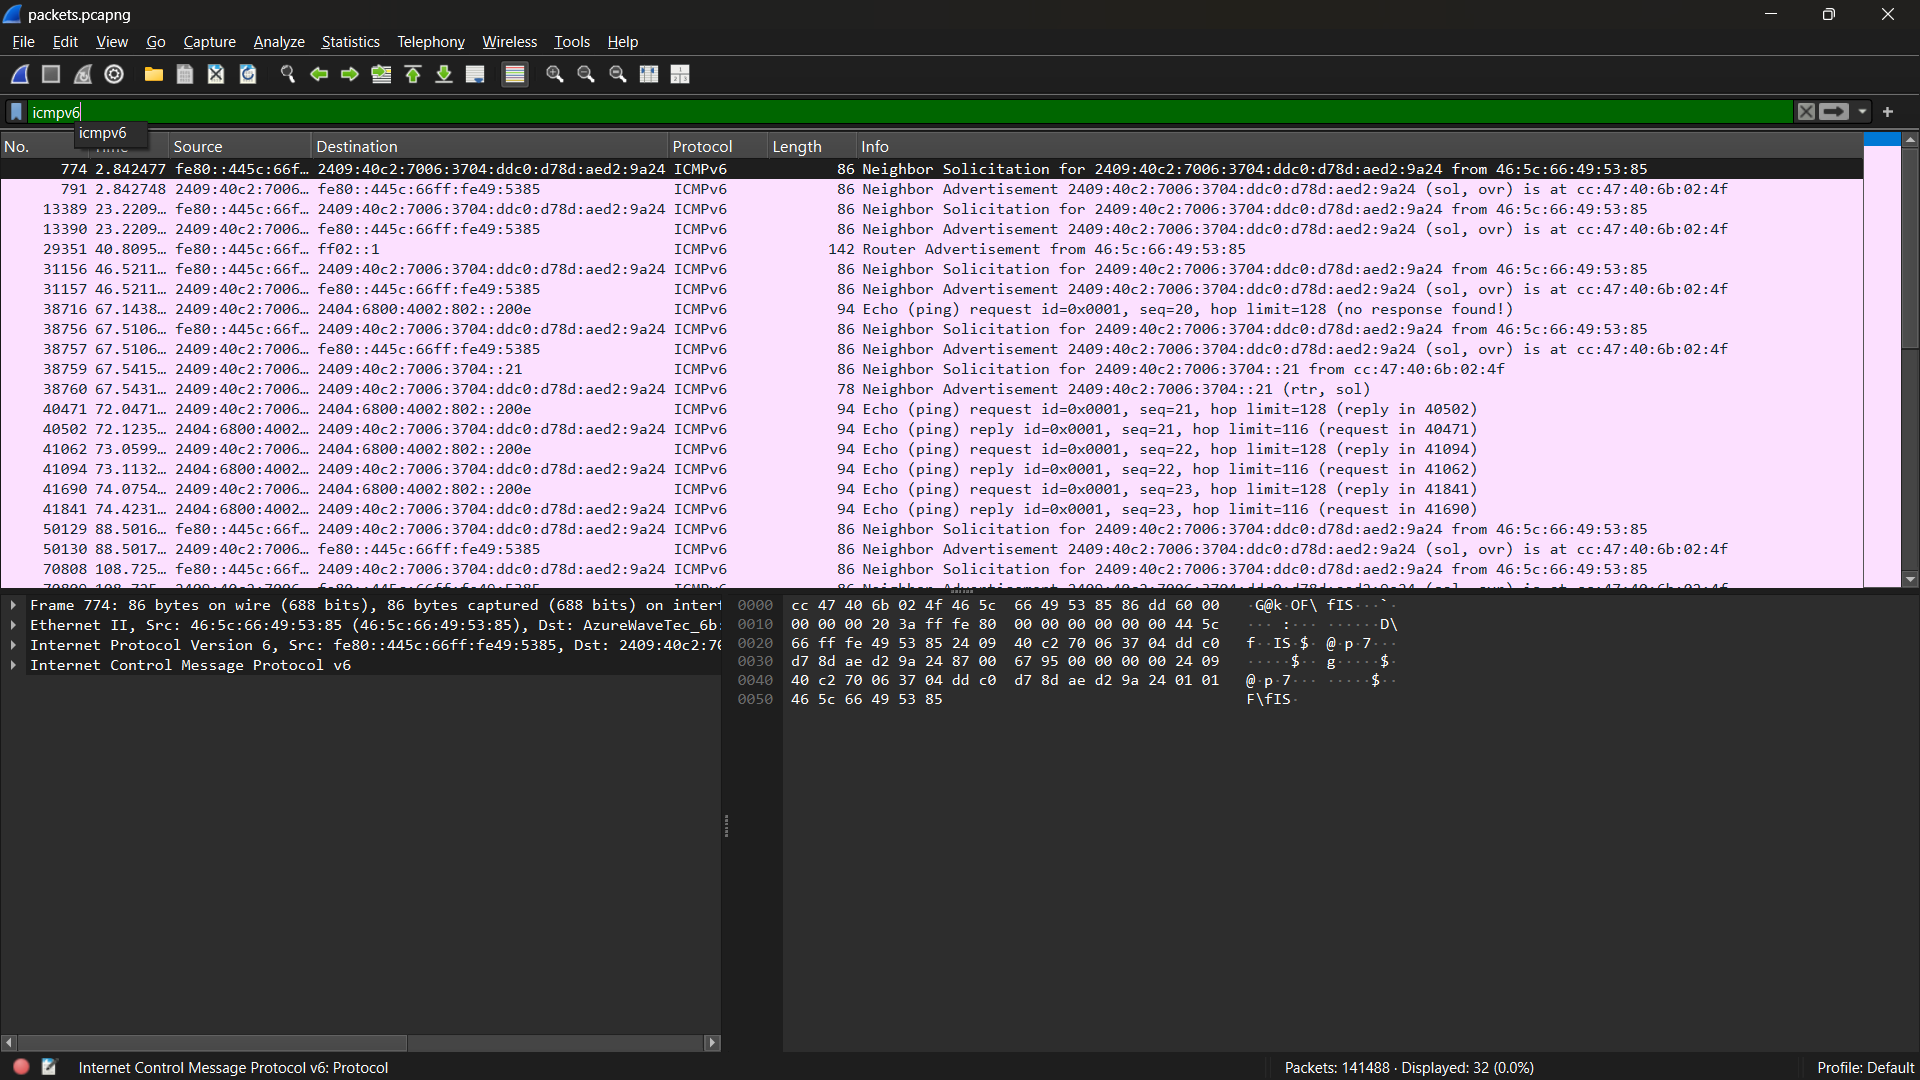 packets.pcapng
File Edit View Go Capture Analyze Statistics Telephony Wireless Tools Help
icmpv6
icmpv6
No. Source Destination Protocol Length Info
774 2.842477 fe80::445c:66f… 2409:40c2:7006:3704:ddc0:d78d:aed2:9a24 ICMPv6 86 Neighbor Solicitation for 2409:40c2:7006:3704:ddc0:d78d:aed2:9a24 from 46:5c:66:49:53:85
791 2.842748 2409:40c2:7006… fe80::445c:66ff:fe49:5385 ICMPv6 86 Neighbor Advertisement 2409:40c2:7006:3704:ddc0:d78d:aed2:9a24 (sol, ovr) is at cc:47:40:6b:02:4f
13389 23.2209… fe80::445c:66f… 2409:40c2:7006:3704:ddc0:d78d:aed2:9a24 ICMPv6 86 Neighbor Solicitation for 2409:40c2:7006:3704:ddc0:d78d:aed2:9a24 from 46:5c:66:49:53:85
13390 23.2209… 2409:40c2:7006… fe80::445c:66ff:fe49:5385 ICMPv6 86 Neighbor Advertisement 2409:40c2:7006:3704:ddc0:d78d:aed2:9a24 (sol, ovr) is at cc:47:40:6b:02:4f
29351 40.8095… fe80::445c:66f… ff02::1 ICMPv6 142 Router Advertisement from 46:5c:66:49:53:85
31156 46.5211… fe80::445c:66f… 2409:40c2:7006:3704:ddc0:d78d:aed2:9a24 ICMPv6 86 Neighbor Solicitation for 2409:40c2:7006:3704:ddc0:d78d:aed2:9a24 from 46:5c:66:49:53:85
31157 46.5211… 2409:40c2:7006… fe80::445c:66ff:fe49:5385 ICMPv6 86 Neighbor Advertisement 2409:40c2:7006:3704:ddc0:d78d:aed2:9a24 (sol, ovr) is at cc:47:40:6b:02:4f
38716 67.1438… 2409:40c2:7006… 2404:6800:4002:802::200e ICMPv6 94 Echo (ping) request id=0x0001, seq=20, hop limit=128 (no response found!)
38756 67.5106… fe80::445c:66f… 2409:40c2:7006:3704:ddc0:d78d:aed2:9a24 ICMPv6 86 Neighbor Solicitation for 2409:40c2:7006:3704:ddc0:d78d:aed2:9a24 from 46:5c:66:49:53:85
38757 67.5106… 2409:40c2:7006… fe80::445c:66ff:fe49:5385 ICMPv6 86 Neighbor Advertisement 2409:40c2:7006:3704:ddc0:d78d:aed2:9a24 (sol, ovr) is at cc:47:40:6b:02:4f
38759 67.5415… 2409:40c2:7006… 2409:40c2:7006:3704::21 ICMPv6 86 Neighbor Solicitation for 2409:40c2:7006:3704::21 from cc:47:40:6b:02:4f
38760 67.5431… 2409:40c2:7006… 2409:40c2:7006:3704:ddc0:d78d:aed2:9a24 ICMPv6 78 Neighbor Advertisement 2409:40c2:7006:3704::21 (rtr, sol)
40471 72.0471… 2409:40c2:7006… 2404:6800:4002:802::200e ICMPv6 94 Echo (ping) request id=0x0001, seq=21, hop limit=128 (reply in 40502)
40502 72.1235… 2404:6800:4002… 2409:40c2:7006:3704:ddc0:d78d:aed2:9a24 ICMPv6 94 Echo (ping) reply id=0x0001, seq=21, hop limit=116 (request in 40471)
41062 73.0599… 2409:40c2:7006… 2404:6800:4002:802::200e ICMPv6 94 Echo (ping) request id=0x0001, seq=22, hop limit=128 (reply in 41094)
41094 73.1132… 2404:6800:4002… 2409:40c2:7006:3704:ddc0:d78d:aed2:9a24 ICMPv6 94 Echo (ping) reply id=0x0001, seq=22, hop limit=116 (request in 41062)
41690 74.0754… 2409:40c2:7006… 2404:6800:4002:802::200e ICMPv6 94 Echo (ping) request id=0x0001, seq=23, hop limit=128 (reply in 41841)
41841 74.4231… 2404:6800:4002… 2409:40c2:7006:3704:ddc0:d78d:aed2:9a24 ICMPv6 94 Echo (ping) reply id=0x0001, seq=23, hop limit=116 (request in 41690)
50129 88.5016… fe80::445c:66f… 2409:40c2:7006:3704:ddc0:d78d:aed2:9a24 ICMPv6 86 Neighbor Solicitation for 2409:40c2:7006:3704:ddc0:d78d:aed2:9a24 from 46:5c:66:49:53:85
50130 88.5017… 2409:40c2:7006… fe80::445c:66ff:fe49:5385 ICMPv6 86 Neighbor Advertisement 2409:40c2:7006:3704:ddc0:d78d:aed2:9a24 (sol, ovr) is at cc:47:40:6b:02:4f
70808 108.725… fe80::445c:66f… 2409:40c2:7006:3704:ddc0:d78d:aed2:9a24 ICMPv6 86 Neighbor Solicitation for 2409:40c2:7006:3704:ddc0:d78d:aed2:9a24 from 46:5c:66:49:53:85
Frame 774: 86 bytes on wire (688 bits), 86 bytes captured (688 bits) on interf
Ethernet II, Src: 46:5c:66:49:53:85 (46:5c:66:49:53:85), Dst: AzureWaveTec_6b:
Internet Protocol Version 6, Src: fe80::445c:66ff:fe49:5385, Dst: 2409:40c2:70
Internet Control Message Protocol v6
0000 cc 47 40 6b 02 4f 46 5c 66 49 53 85 86 dd 60 00 ·G@k·OF\ fIS···`·
0010 00 00 00 20 3a ff fe 80 00 00 00 00 00 00 44 5c ··· :··· ······D\
0020 66 ff fe 49 53 85 24 09 40 c2 70 06 37 04 dd c0 f··IS·$· @·p·7···
0030 d7 8d ae d2 9a 24 87 00 67 95 00 00 00 00 24 09 ·····$·· g·····$·
0040 40 c2 70 06 37 04 dd c0 d7 8d ae d2 9a 24 01 01 @·p·7··· ·····$··
0050 46 5c 66 49 53 85 F\fIS·
Internet Control Message Protocol v6: Protocol Packets: 141488 · Displayed: 32 (0.0%) Profile: Default